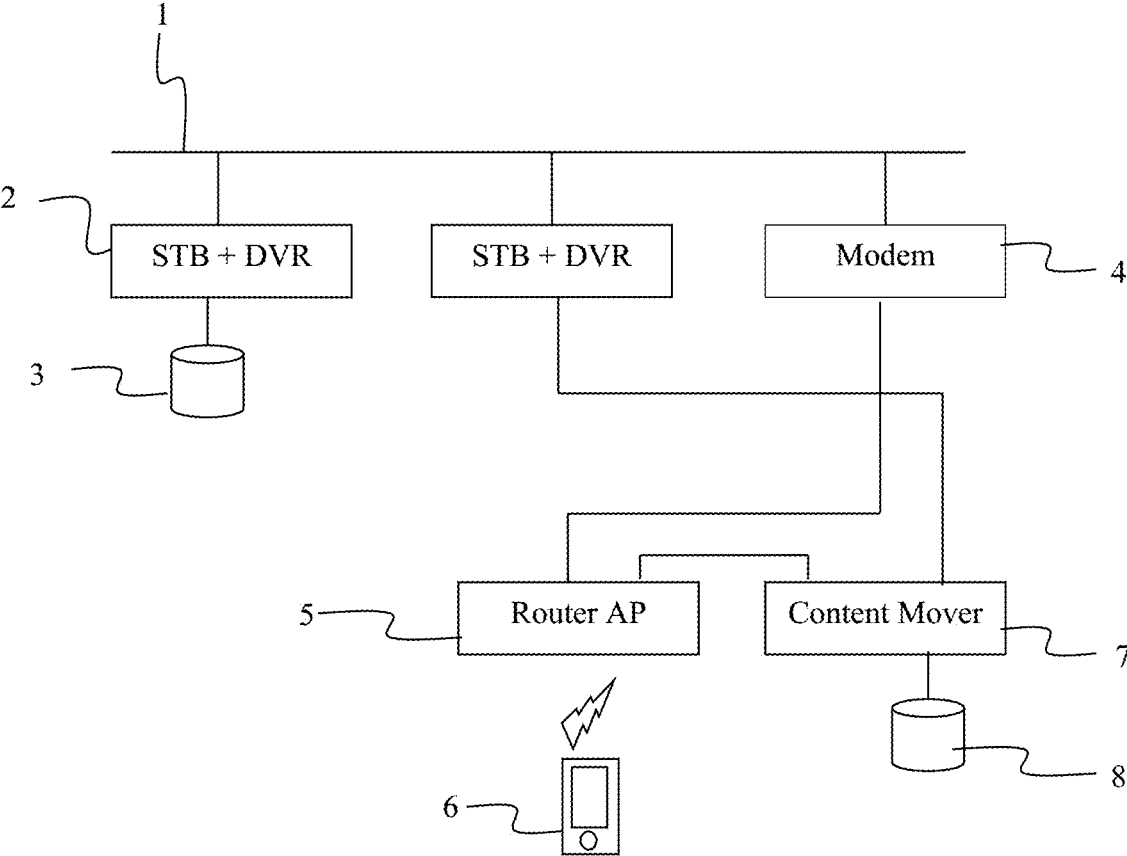 1
2
STB + DVR
STB + DVR
Modem
4
3
5
Router AP
Content Mover
7
6
8